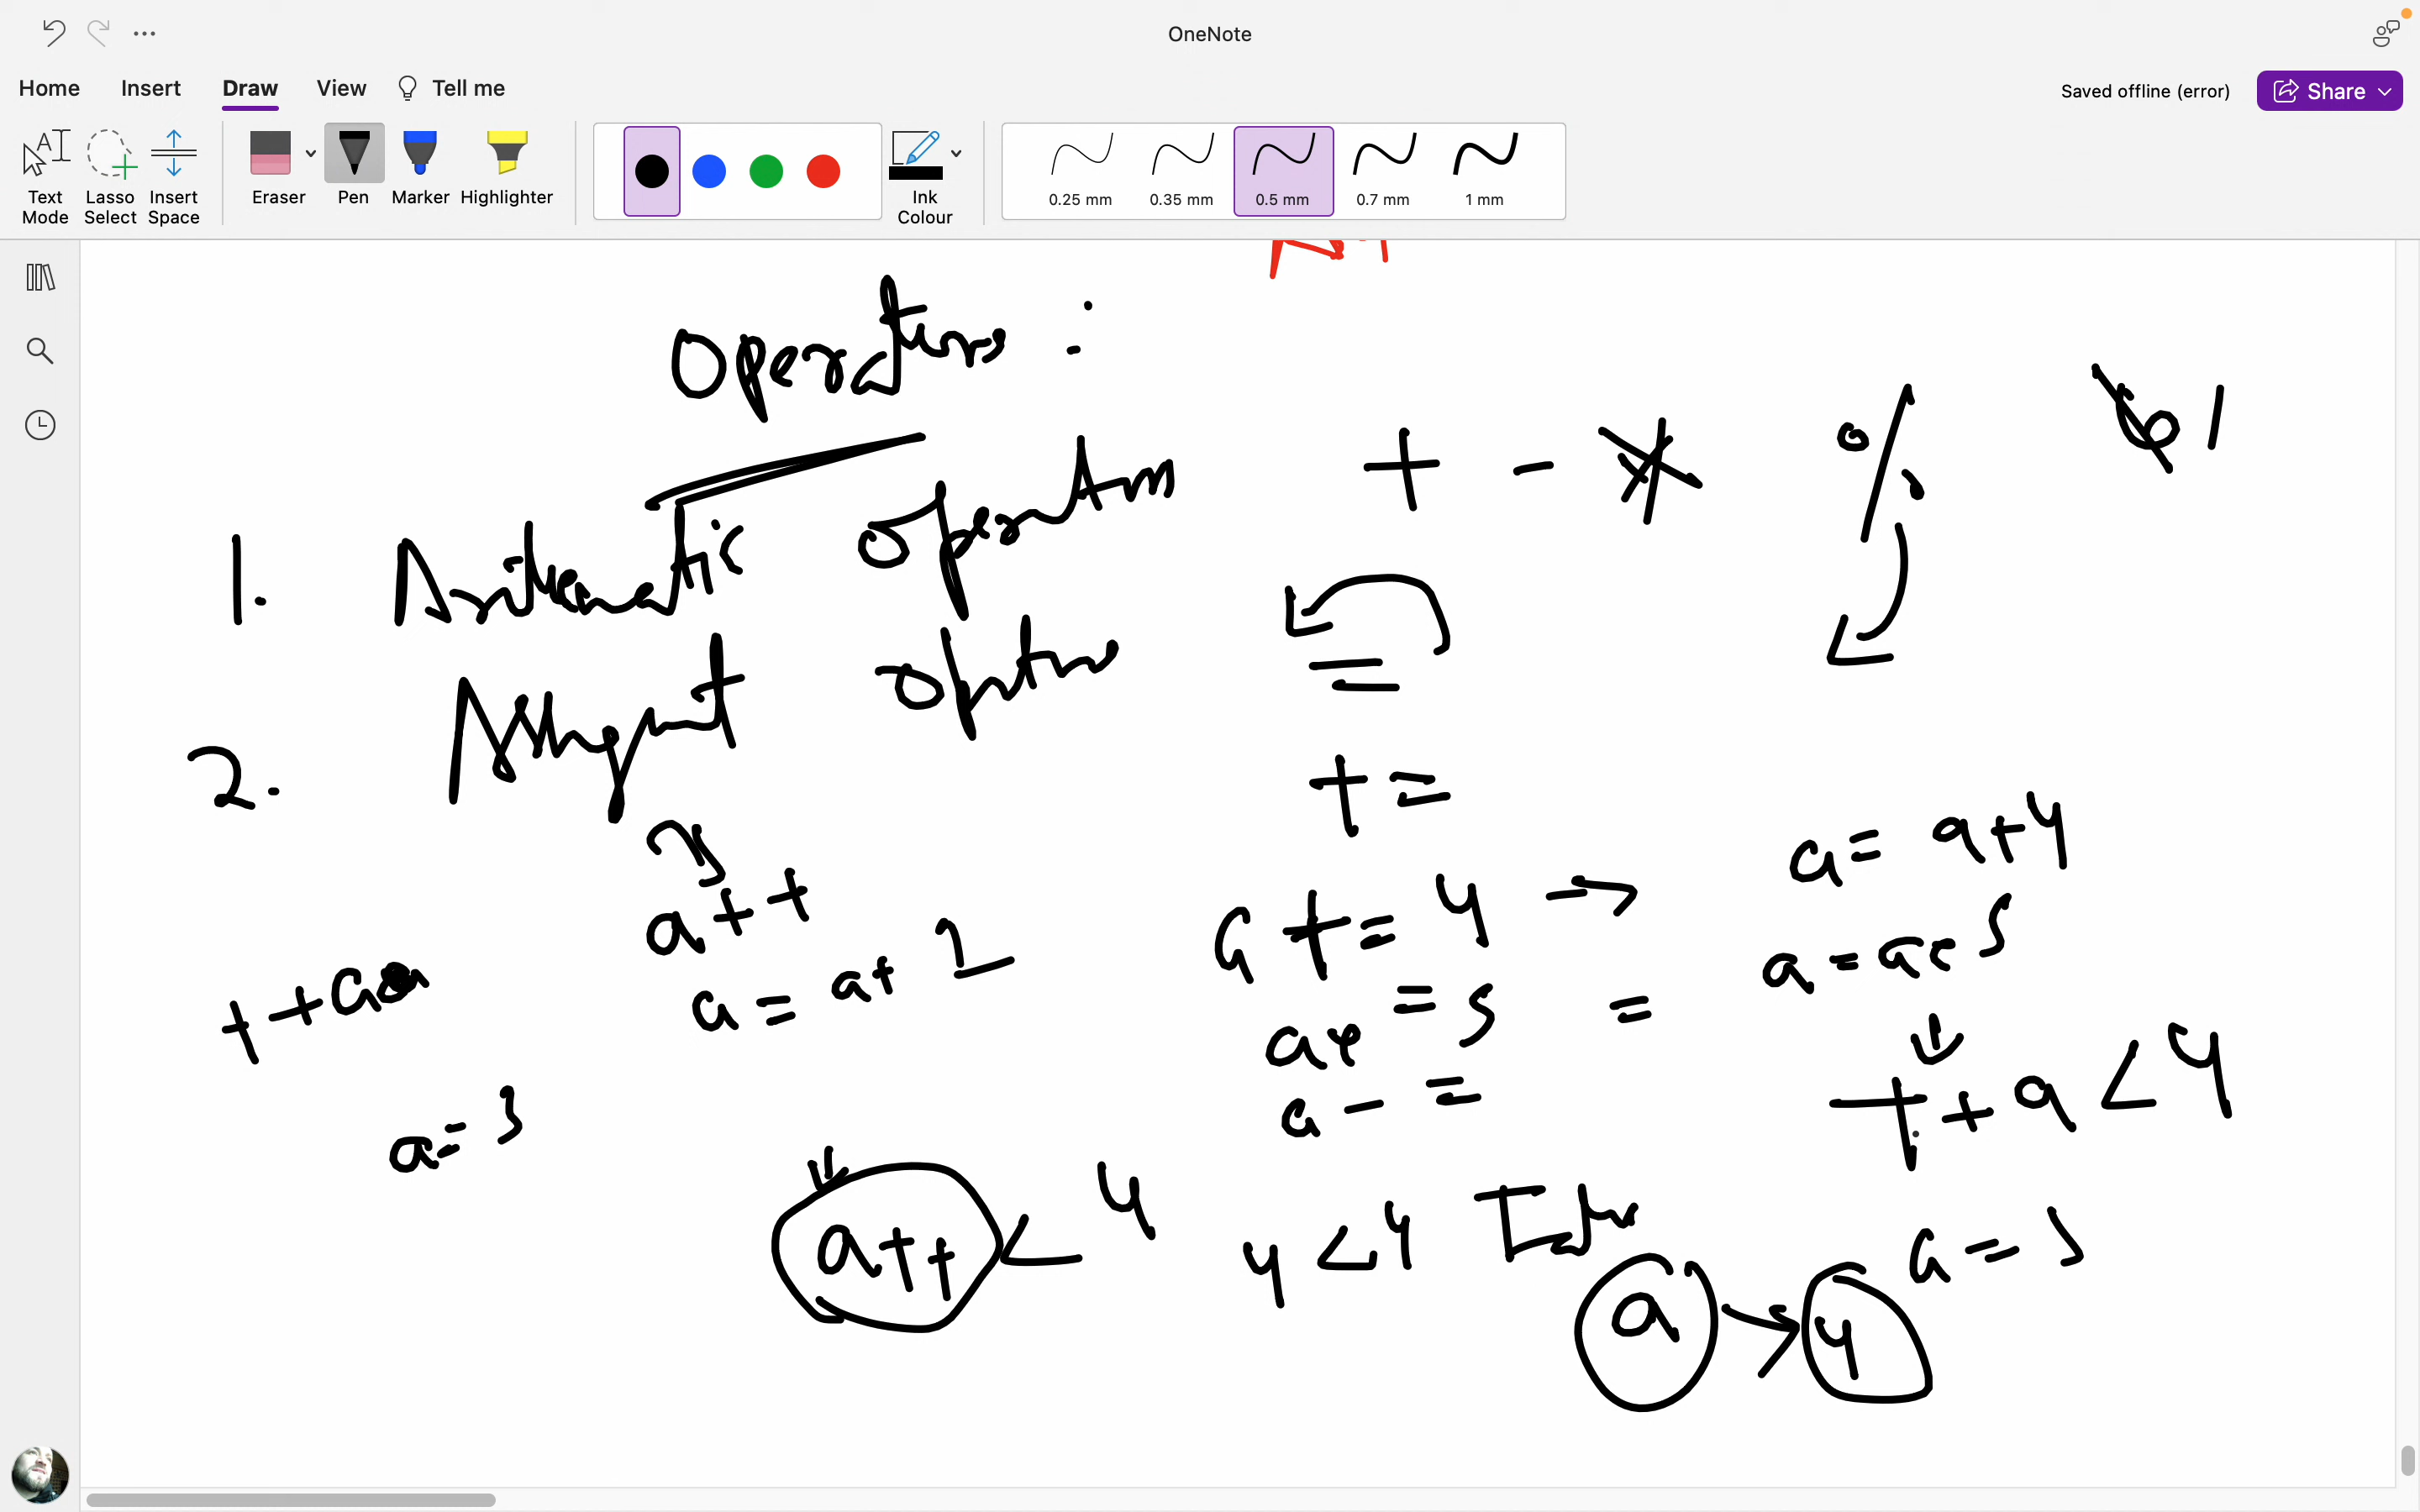 OneNote
Home Insert Draw View Tell me
Saved offline (error) Share
Text Mode
Lasso Select
Insert Space
Eraser
Pen
Marker
Highlighter
Ink Colour
0.25 mm
0.35 mm
0.5 mm
0.7 mm
1 mm
Operators :
1. Arithmetic operators + - * % /
2. Assignment operators =
+=
a++
a += 4 → a = a+4
++a
a = a+1
= 5 =
a - =
a = 3
++a < 4
a++ < 4
4 < 4
a → 4
a = 5